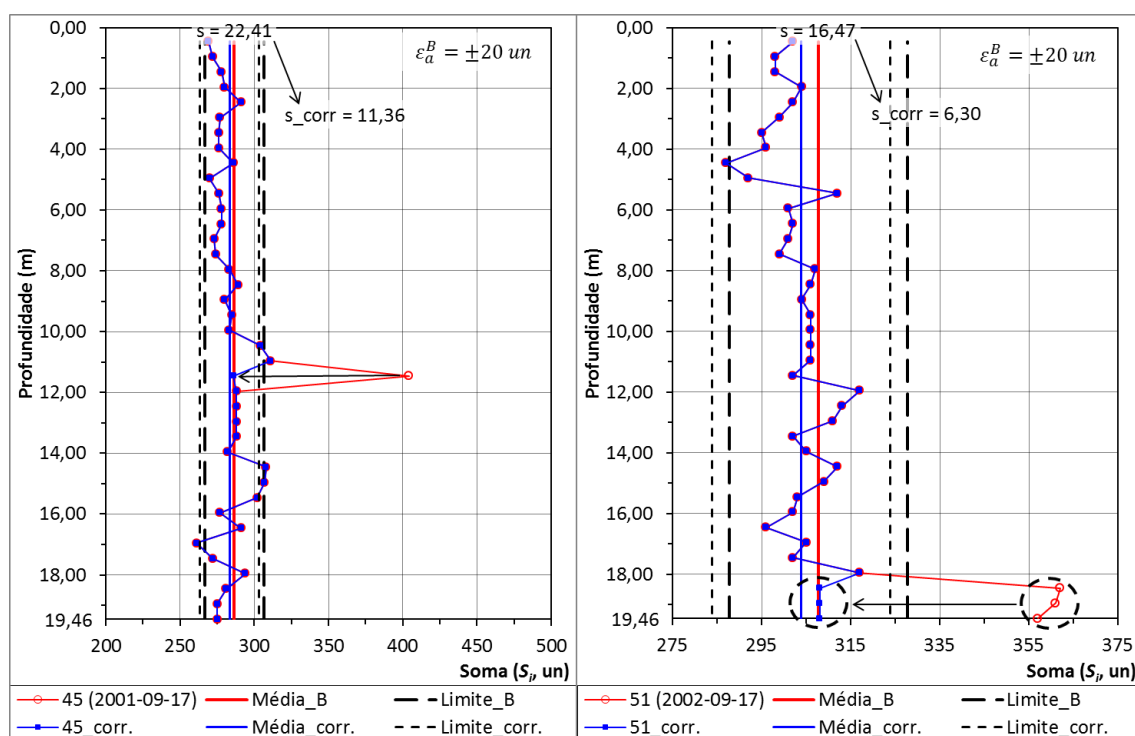 0,00
2,00
4,00
6,00
8,00
10,00
12,00
14,00
16,00
18,00
19,46
Profundidade (m)
s = 22,41
s_corr = 11,36
ε_a^B = ±20 un
200 250 300 350 400 450 500
Soma (S_i, un)
45 (2001-09-17) Média_B Limite_B
45_corr. Média_corr. Limite_corr.
0,00
2,00
4,00
6,00
8,00
10,00
12,00
14,00
16,00
18,00
19,46
Profundidade (m)
s = 16,47
s_corr = 6,30
ε_a^B = ±20 un
275 295 315 335 355 375
Soma (S_i, un)
51 (2002-09-17) Média_B Limite_B
51_corr. Média_corr. Limite_corr.